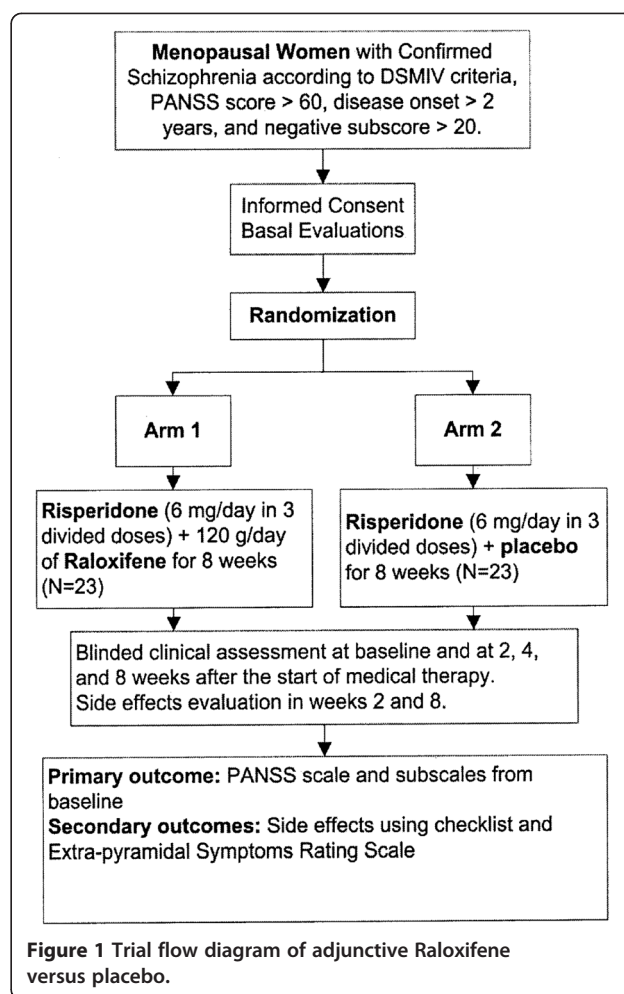 Menopausal Women with Confirmed
Schizophrenia according to DSMIV criteria,
PANSS score > 60, disease onset > 2
years, and negative subscore > 20.
Informed Consent
Basal Evaluations
Randomization
Arm 1
Arm 2
Risperidone (6 mg/day in 3
divided doses) + 120 g/day
of Raloxifene for 8 weeks
(N=23)
Risperidone (6 mg/day in 3
divided doses) + placebo
for 8 weeks (N=23)
Blinded clinical assessment at baseline and at 2, 4,
and 8 weeks after the start of medical therapy.
Side effects evaluation in weeks 2 and 8.
Primary outcome: PANSS scale and subscales from
baseline
Secondary outcomes: Side effects using checklist and
Extra-pyramidal Symptoms Rating Scale
Figure 1 Trial flow diagram of adjunctive Raloxifene
versus placebo.